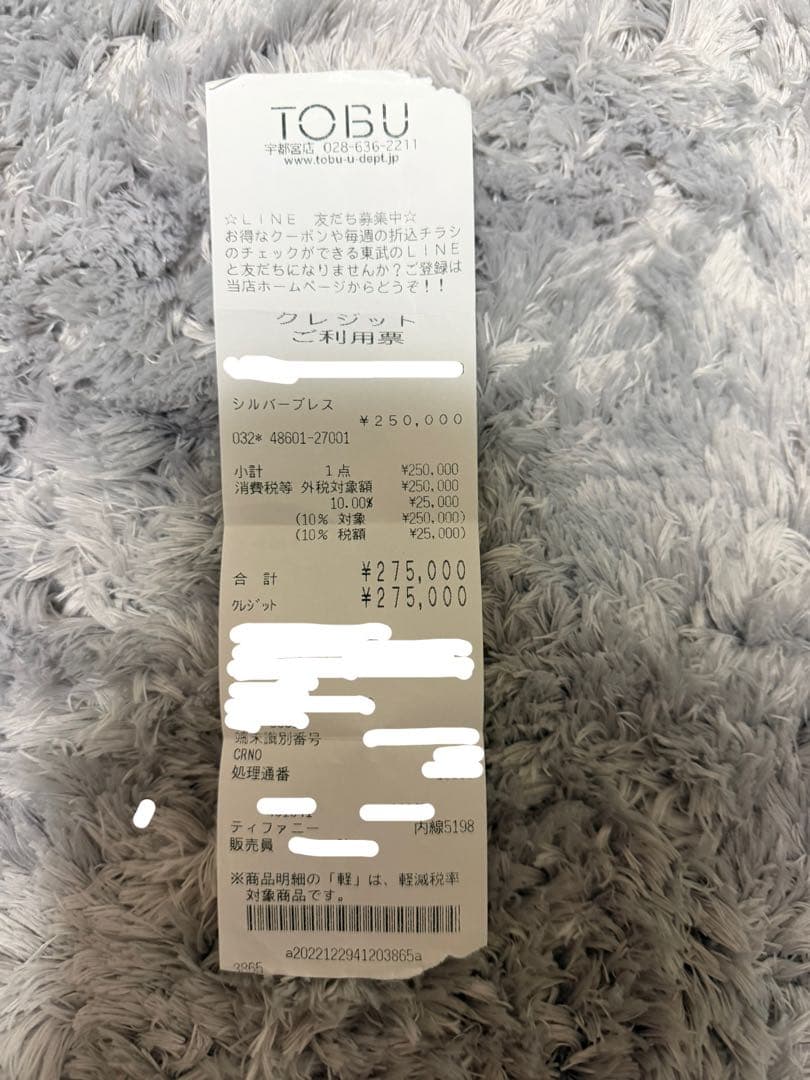 TOBU
宇都宮店 028-636-2211
www.tobu-u-dept.jp
☆LINE 友だち募集中☆
お得なクーポンや毎週の折込チラシ
のチェックができる東武のLINE
と友だちになりませんか?ご登録は
当店ホームページからどうぞ!!
クレジット
ご利用票
シルバーブレス
¥250,000
032* 48601-27001
小計 1点 ¥250,000
消費税等 外税対象額 ¥250,000
10.00% ¥25,000
(10% 対象 ¥250,000)
(10% 税額 ¥25,000)
合計 ¥275,000
クレジット ¥275,000
端末識別番号
CRNO
処理通番
ティファニー 内線5198
販売員
※商品明細の「軽」は、軽減税率
対象商品です。
a2022122941203865a
3865